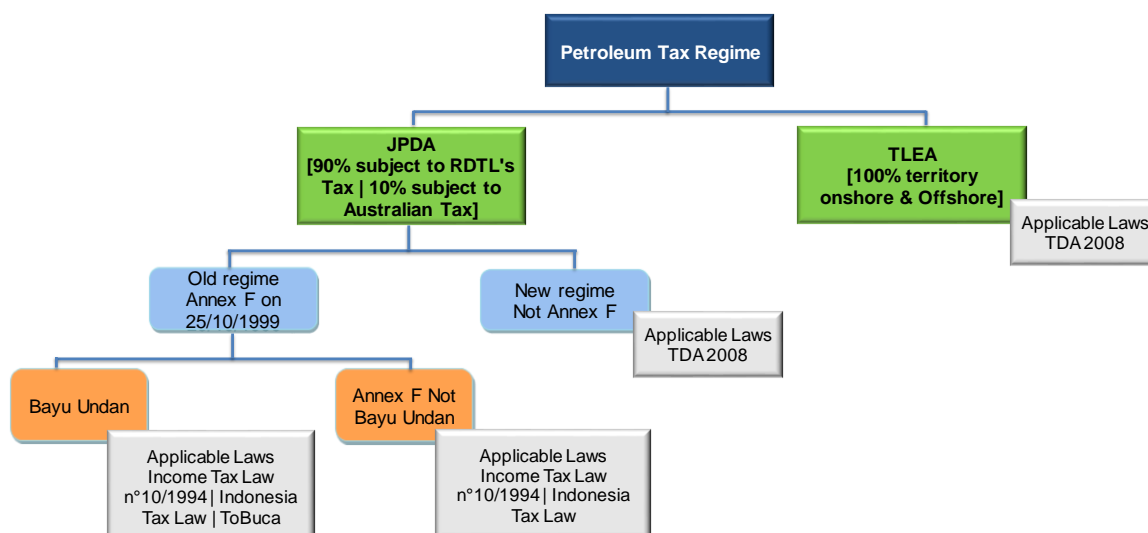 Petroleum Tax Regime
JPDA
[90% subject to RDTL's
Tax | 10% subject to
Australian Tax]
TLEA
[100% territory
onshore & Offshore]
Applicable Laws
TDA 2008
Old regime
Annex F on
25/10/1999
New regime
Not Annex F
Applicable Laws
TDA 2008
Bayu Undan
Annex F Not
Bayu Undan
Applicable Laws
Income Tax Law
n°10/1994 | Indonesia
Tax Law | ToBuca
Applicable Laws
Income Tax Law
n°10/1994 | Indonesia
Tax Law